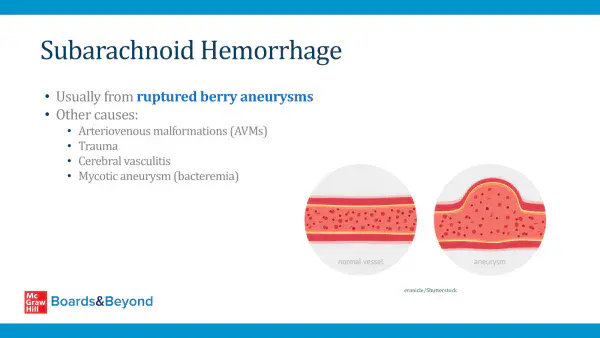 Subarachnoid Hemorrhage
• Usually from ruptured berry aneurysms
• Other causes:
• Arteriovenous malformations (AVMs)
• Trauma
• Cerebral vasculitis
• Mycotic aneurysm (bacteremia)
normal vessel
aneurysm
Mc
Graw
Hill
Boards&Beyond